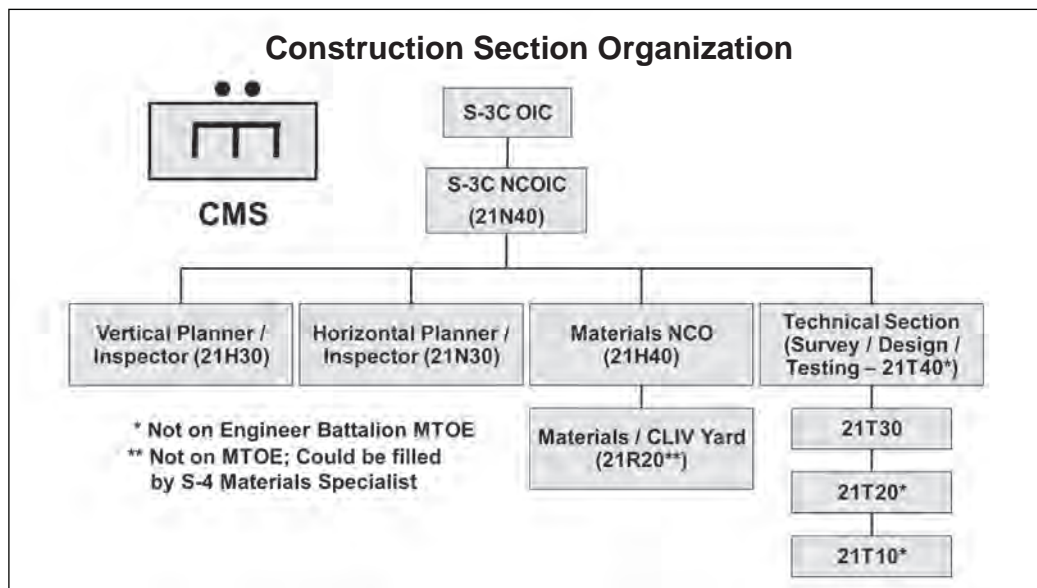 Construction Section Organization
CMS
S-3C OIC
S-3C NCOIC
(21N40)
Vertical Planner /
Inspector (21H30)
Horizontal Planner /
Inspector (21N30)
Materials NCO
(21H40)
Technical Section
(Survey / Design /
Testing – 21T40*)
Materials / CLIV Yard
(21R20**)
21T30
21T20*
21T10*
* Not on Engineer Battalion MTOE
** Not on MTOE; Could be filled
by S-4 Materials Specialist